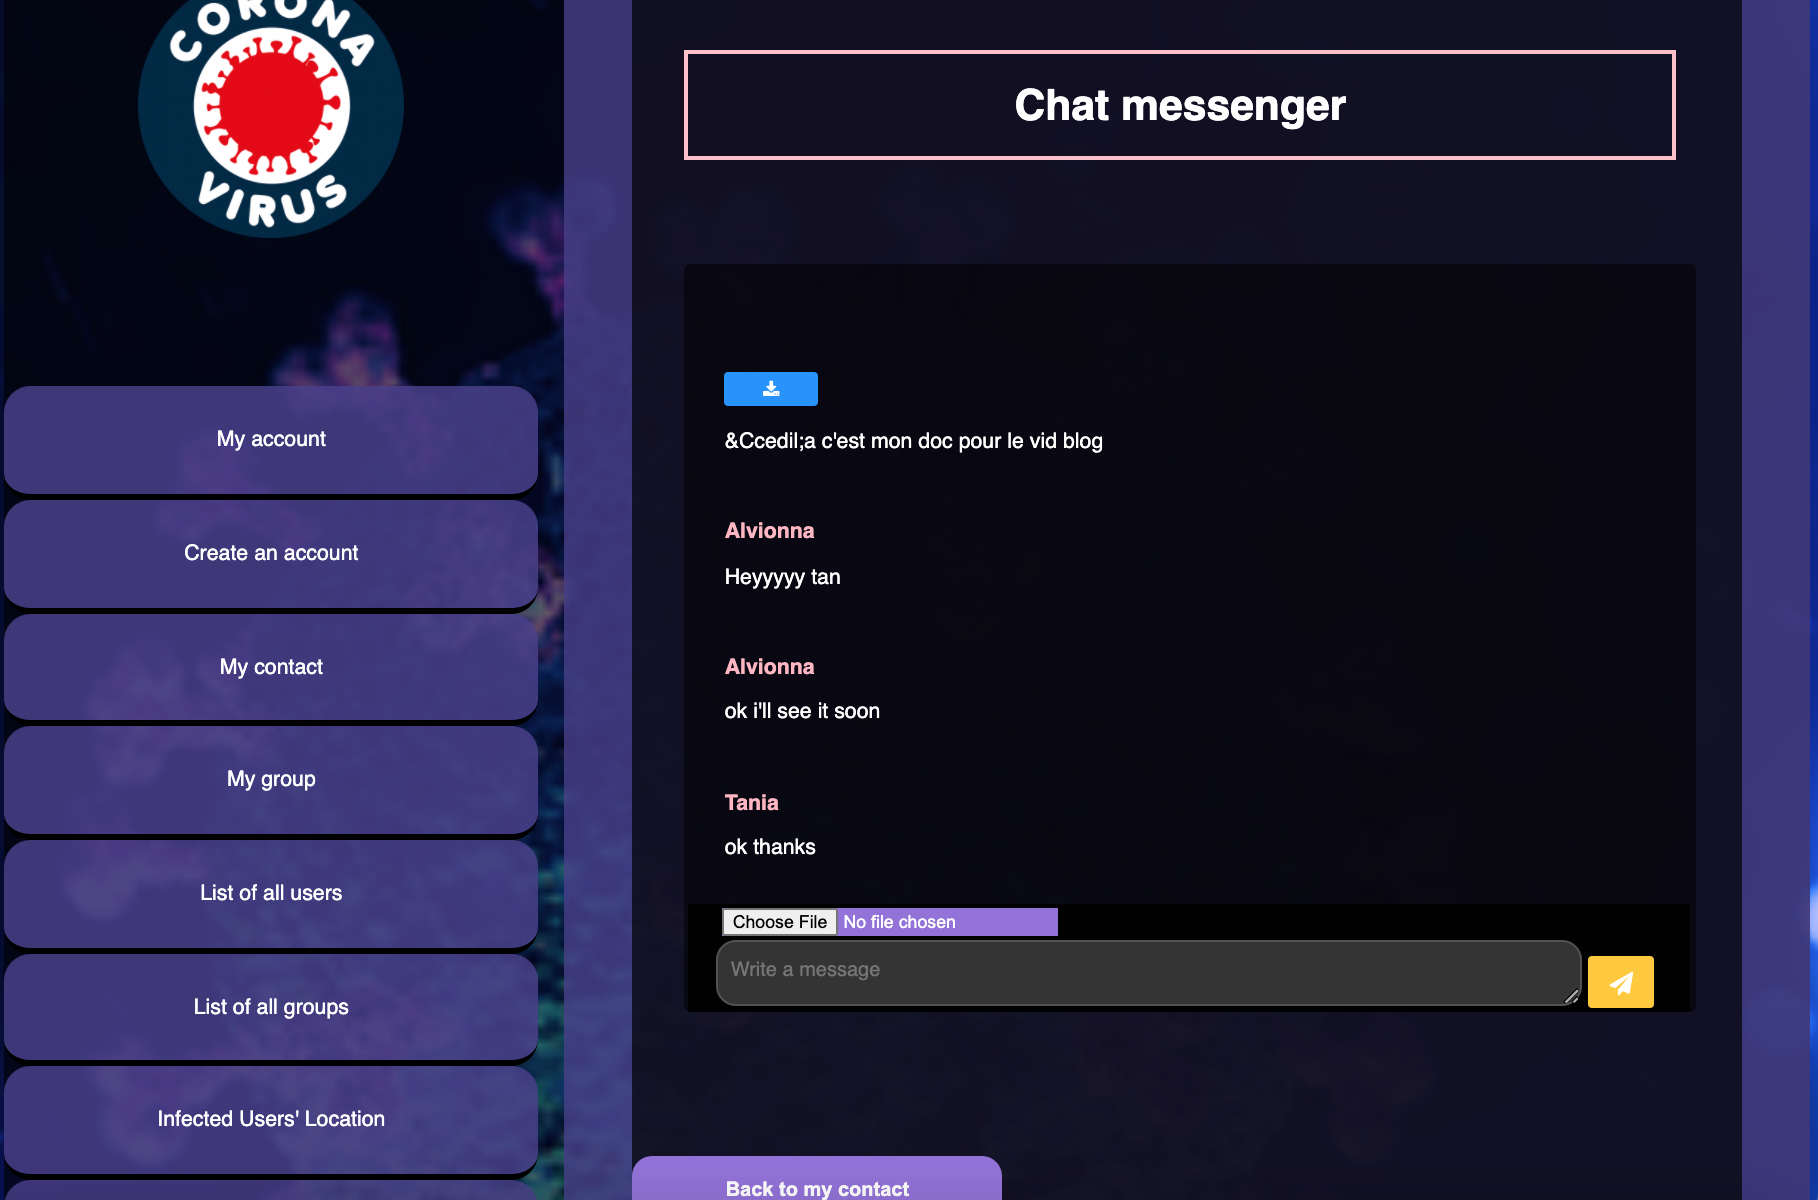 CORONA
VIRUS
My account
Create an account
My contact
My group
List of all users
List of all groups
Infected Users' Location
Chat messenger
&Ccedil;a c'est mon doc pour le vid blog
Alvionna
Heyyyyy tan
Alvionna
ok i'll see it soon
Tania
ok thanks
Choose File No file chosen
Write a message
Back to my contact